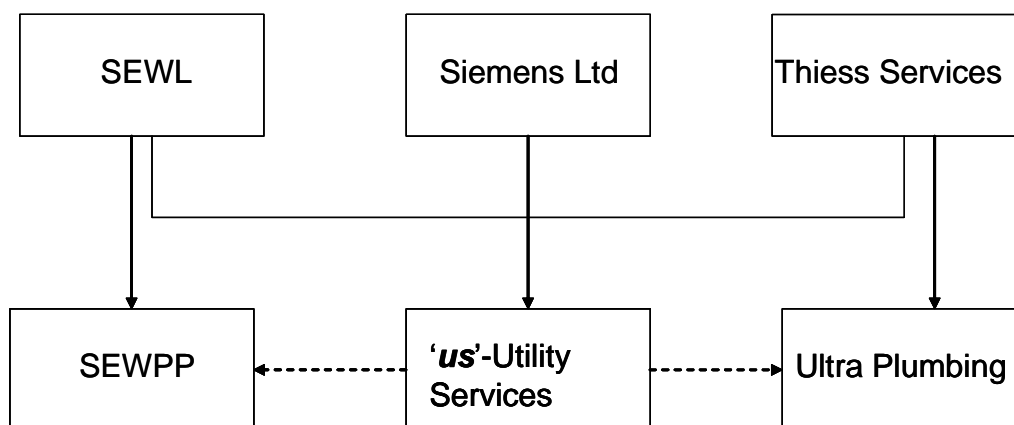 SEWL
Siemens Ltd
Thiess Services
SEWPP
‘us’-Utility
Services
Ultra Plumbing